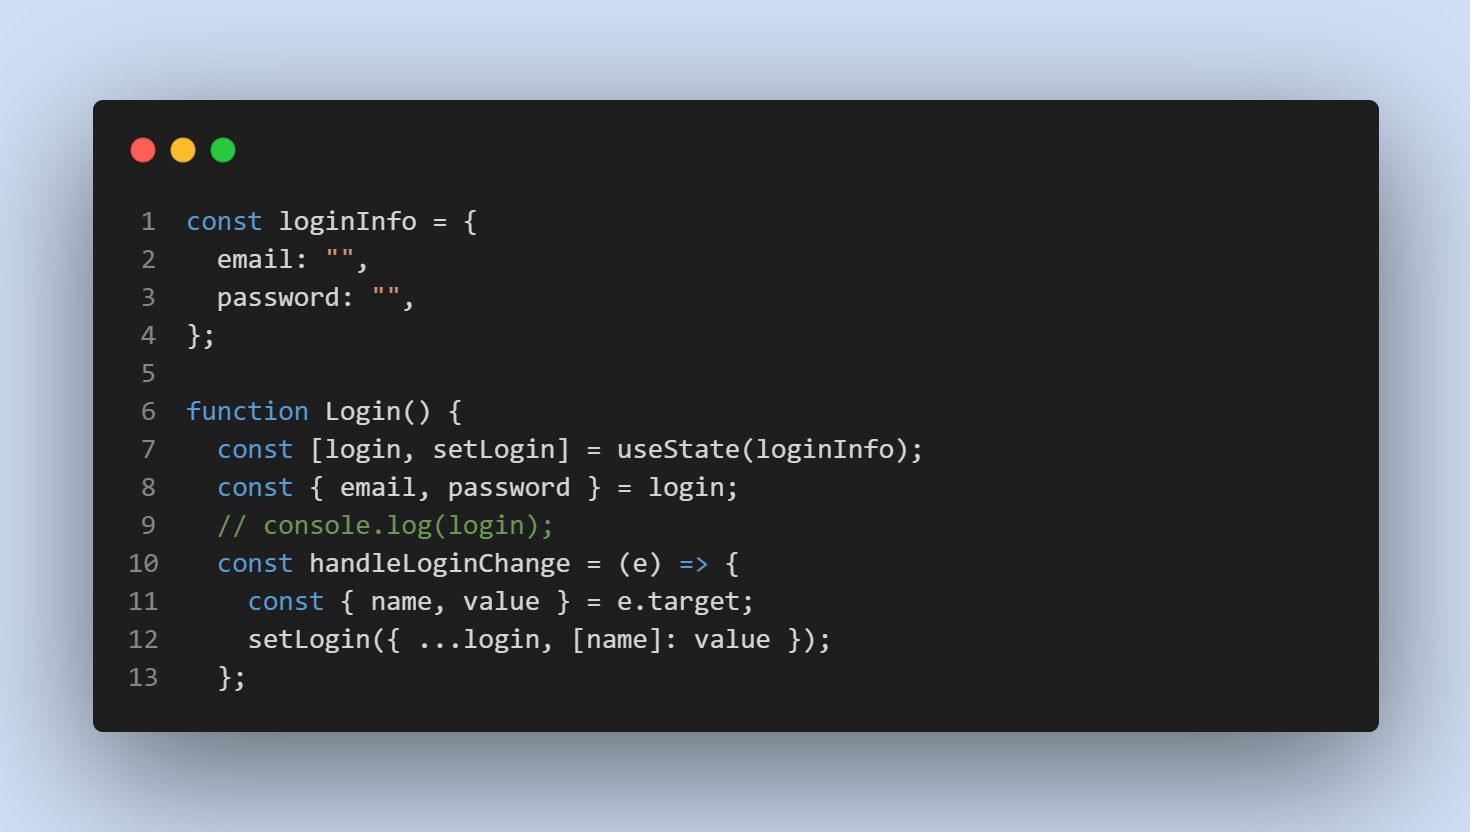 1 const loginInfo = {
2   email: "",
3   password: "",
4 };
5
6 function Login() {
7   const [login, setLogin] = useState(loginInfo);
8   const { email, password } = login;
9   // console.log(login);
10   const handleLoginChange = (e) => {
11     const { name, value } = e.target;
12     setLogin({ ...login, [name]: value });
13   };